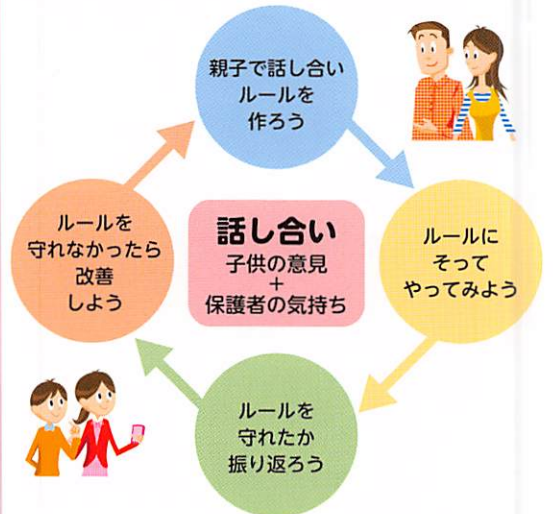 親子で話し合い
ルールを
作ろう
ルールに
そって
やってみよう
ルールを
守れたか
振り返ろう
ルールを
守れなかったら
改善
しよう
話し合い
子供の意見
+
保護者の気持ち